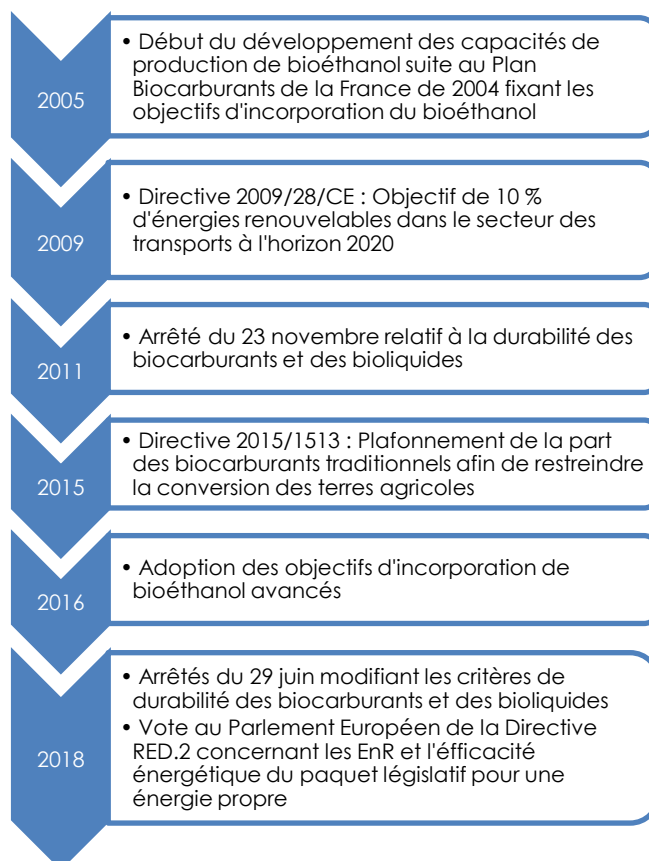 2005
• Début du développement des capacités de
production de bioéthanol suite au Plan
Biocarburants de la France de 2004 fixant les
objectifs d'incorporation du bioéthanol
2009
• Directive 2009/28/CE : Objectif de 10 %
d'énergies renouvelables dans le secteur des
transports à l'horizon 2020
2011
• Arrêté du 23 novembre relatif à la durabilité des
biocarburants et des bioliquides
2015
• Directive 2015/1513 : Plafonnement de la part
des biocarburants traditionnels afin de restreindre
la conversion des terres agricoles
2016
• Adoption des objectifs d'incorporation de
bioéthanol avancés
2018
• Arrêtés du 29 juin modifiant les critères de
durabilité des biocarburants et des bioliquides
• Vote au Parlement Européen de la Directive
RED.2 concernant les EnR et l'éfficacité
énergétique du paquet législatif pour une
énergie propre